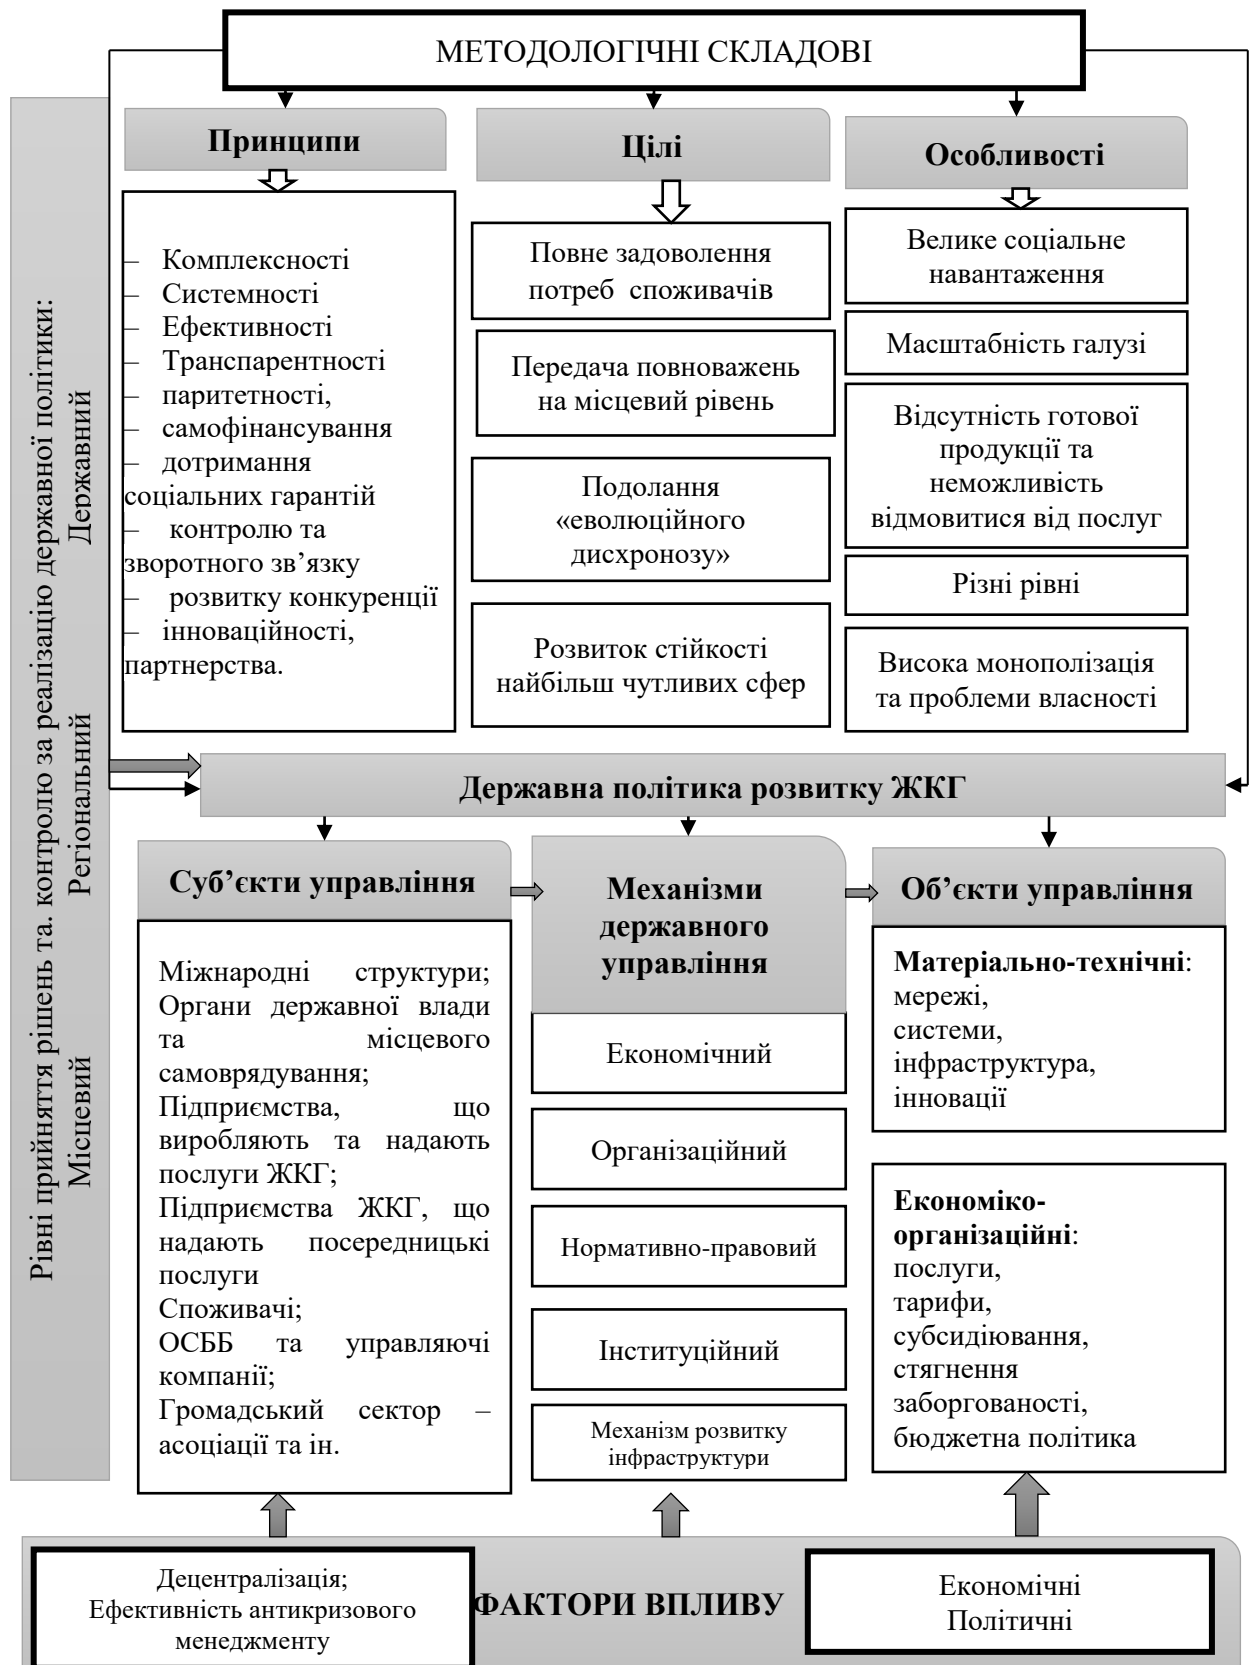 МЕТОДОЛОГІЧНІ СКЛАДОВІ
Рівні прийняття рішень та. контролю за реалізацію державної політики:
Місцевий
Регіональний
Державний
Принципи
– Комплексності
– Системності
– Ефективності
– Транспарентності
– паритетності,
– самофінансування
– дотримання
соціальних гарантій
– контролю та
зворотного зв’язку
– розвитку конкуренції
– інноваційності,
партнерства.
Цілі
Повне задоволення
потреб споживачів
Передача повноважень
на місцевий рівень
Подолання
«еволюційного
дисхронозу»
Розвиток стійкості
найбільш чутливих сфер
Особливості
Велике соціальне
навантаження
Масштабність галузі
Відсутність готової
продукції та
неможливість
відмовитися від послуг
Різні рівні
Висока монополізація
та проблеми власності
Державна політика розвитку ЖКГ
Суб’єкти управління
Міжнародні структури;
Органи державної влади
та місцевого
самоврядування;
Підприємства, що
виробляють та надають
послуги ЖКГ;
Підприємства ЖКГ, що
надають посередницькі
послуги
Споживачі;
ОСББ та управляючі
компанії;
Громадський сектор –
асоціації та ін.
Механізми
державного
управління
Економічний
Організаційний
Нормативно-правовий
Інституційний
Механізм розвитку
інфраструктури
Об’єкти управління
Матеріально-технічні:
мережі,
системи,
інфраструктура,
інновації
Економіко-
організаційні:
послуги,
тарифи,
субсидіювання,
стягнення
заборгованості,
бюджетна політика
Децентралізація;
Ефективність антикризового
менеджменту
ФАКТОРИ ВПЛИВУ
Економічні
Політичні